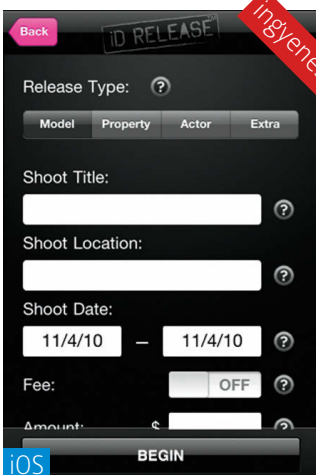 Back
iD RELEASE
Release Type: ?
Model Property Actor Extra
Shoot Title:
?
Shoot Location:
?
Shoot Date:
11/4/10 – 11/4/10 ?
Fee: OFF ?
Amount: $ ?
BEGIN
iOS